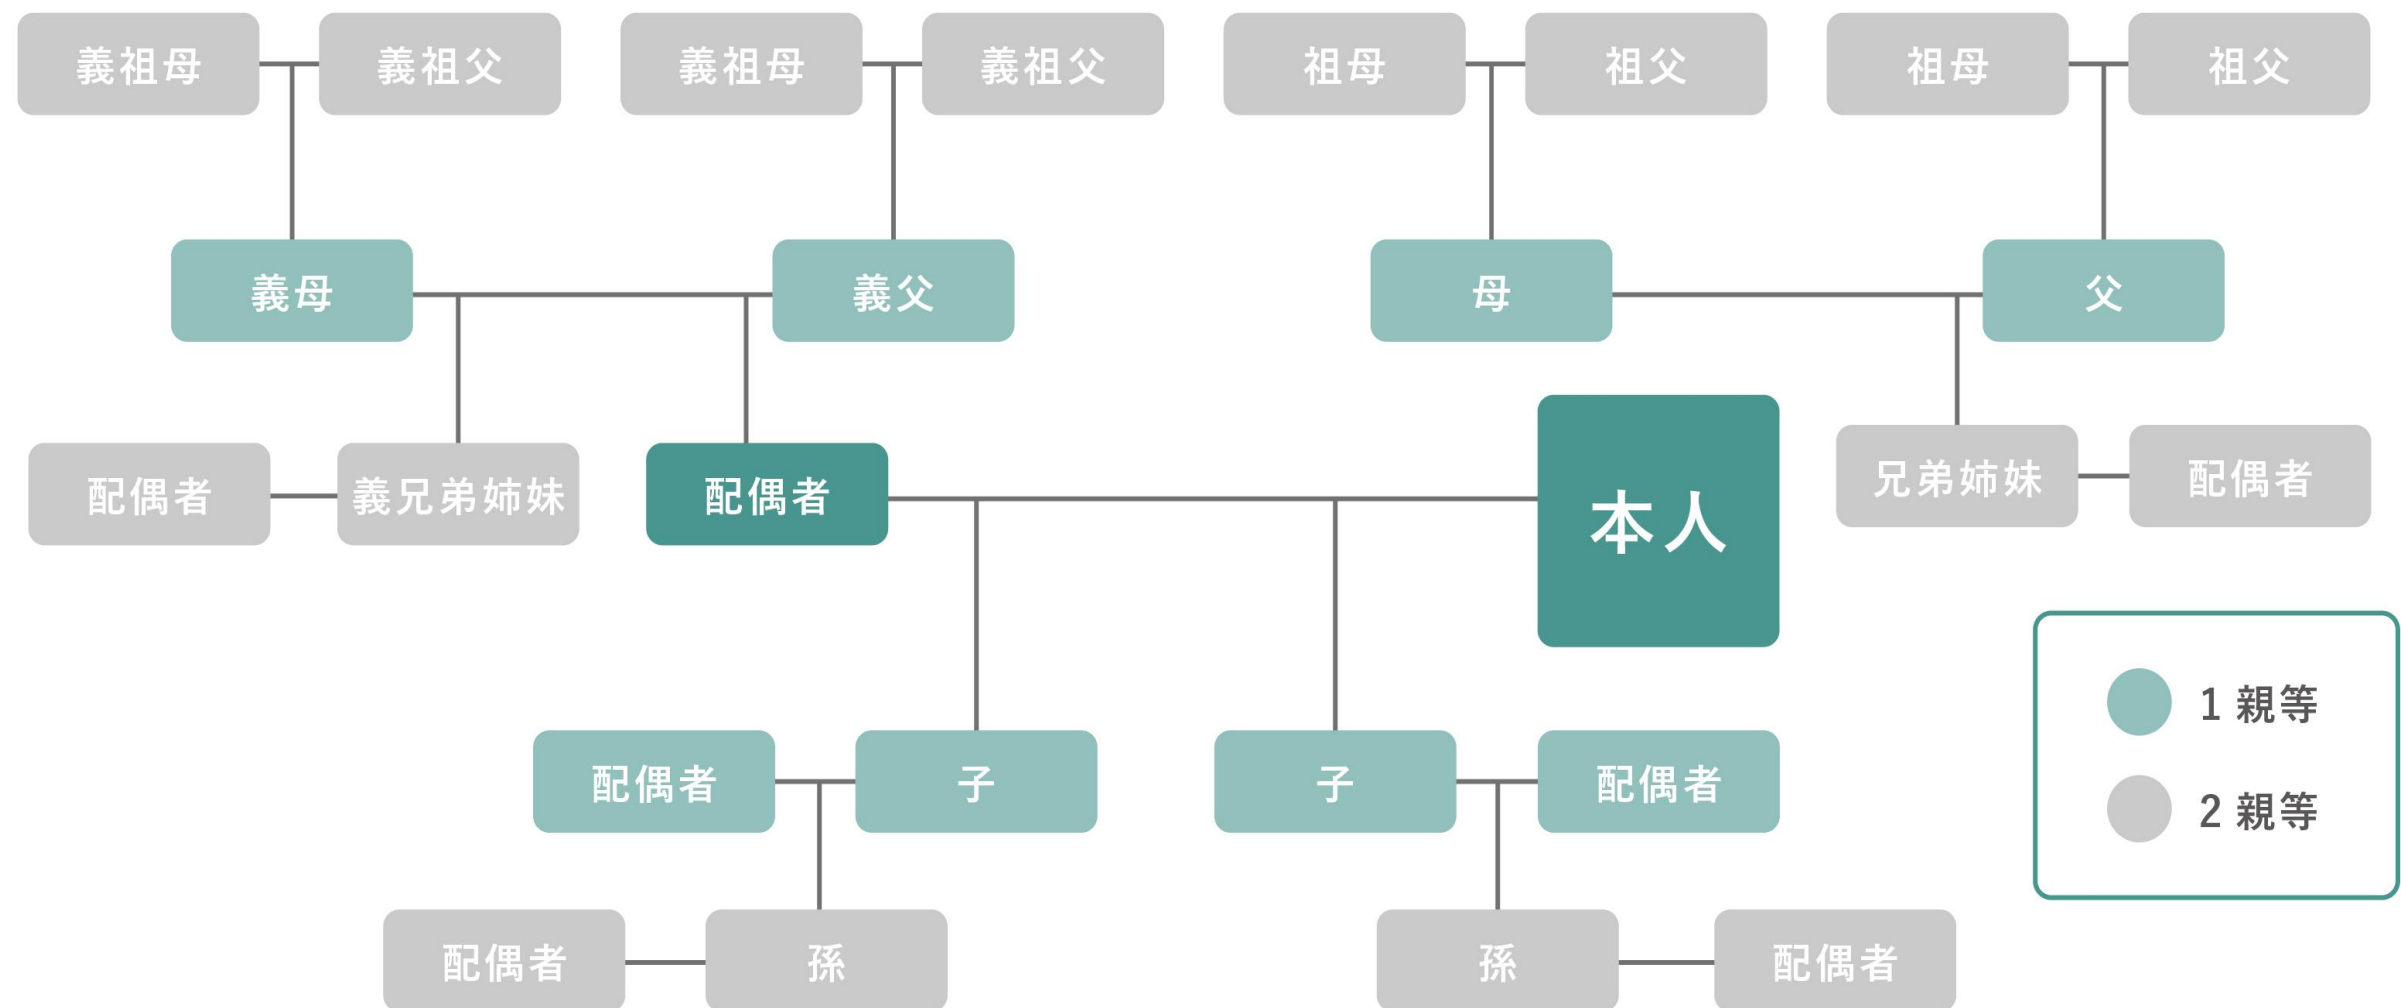 義祖母
義祖父
義祖母
義祖父
祖母
祖父
祖母
祖父
義母
義父
母
父
配偶者
義兄弟姉妹
配偶者
本人
兄弟姉妹
配偶者
1 親等
2 親等
配偶者
子
子
配偶者
配偶者
孫
孫
配偶者